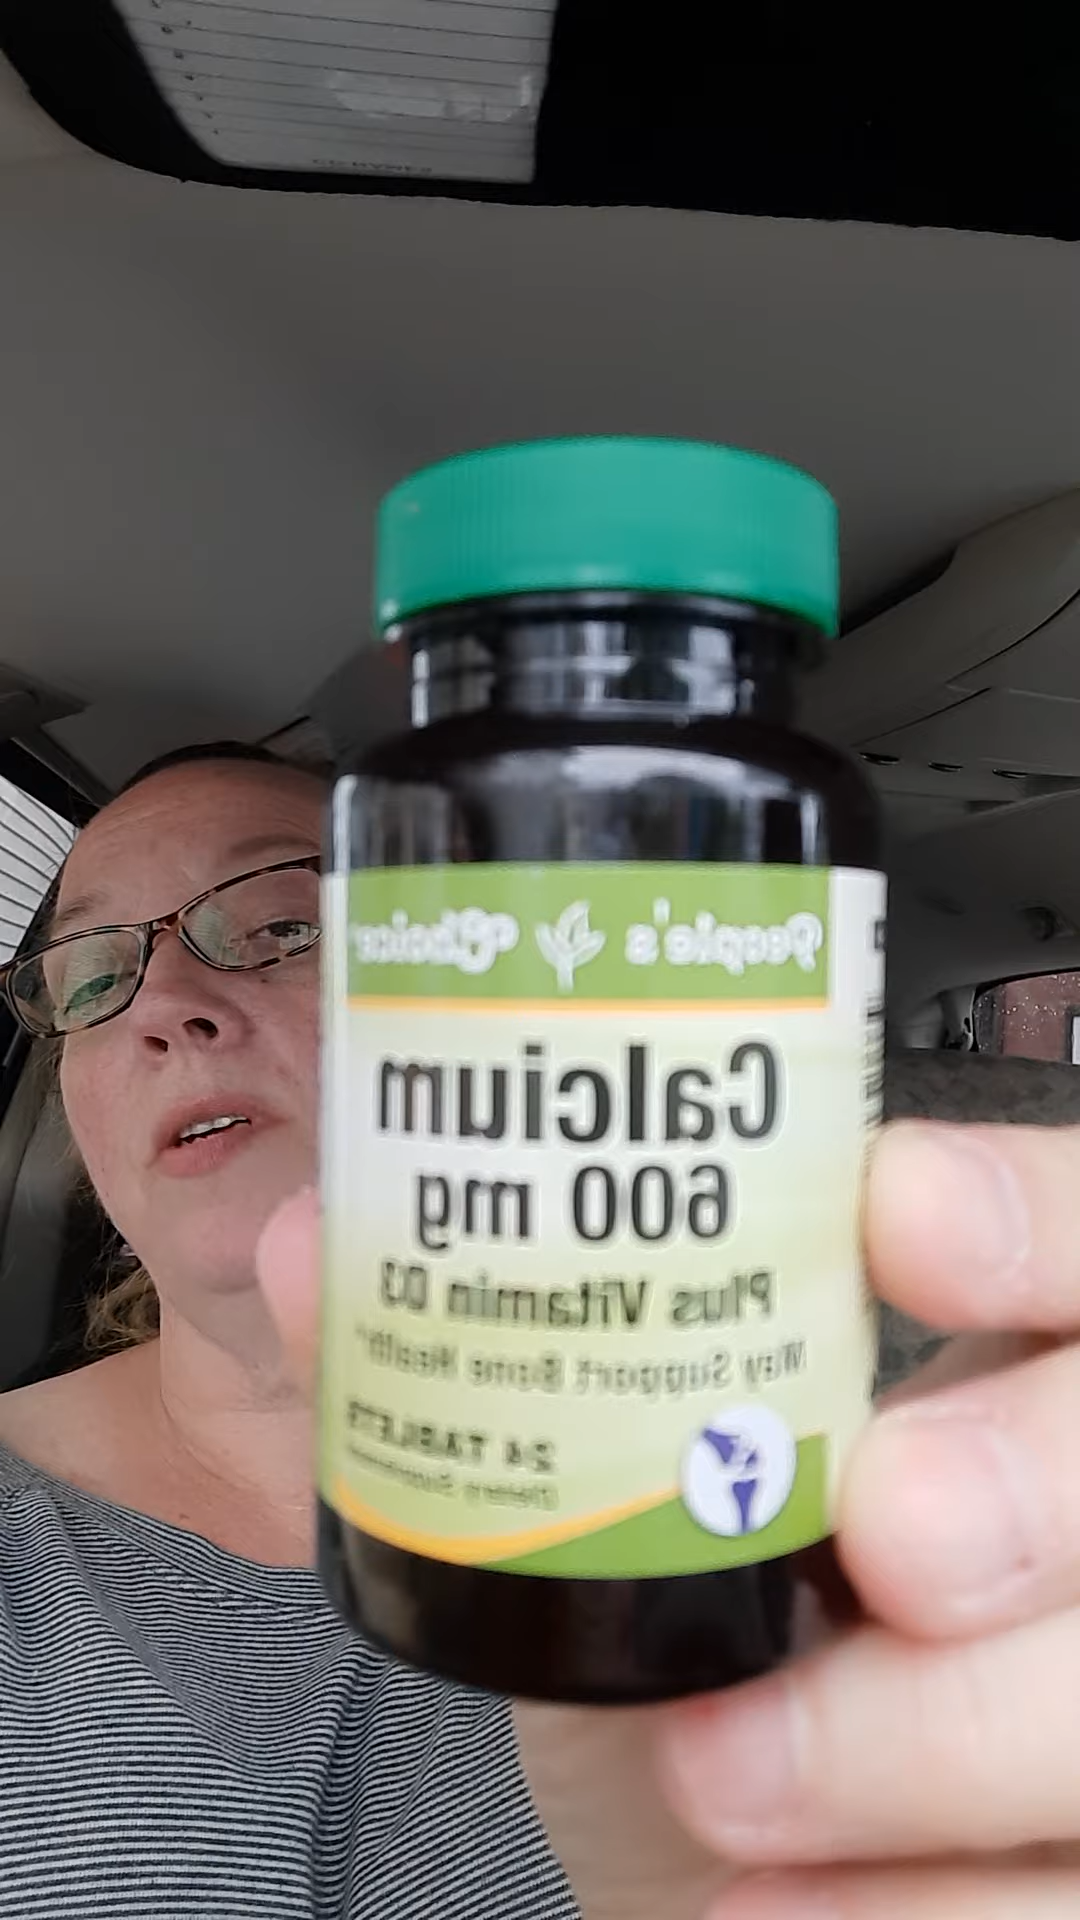 People's Choice
Calcium
600 mg
Plus Vitamin D3
May Support Bone Health*
24 TABLETS
Dietary Supplement